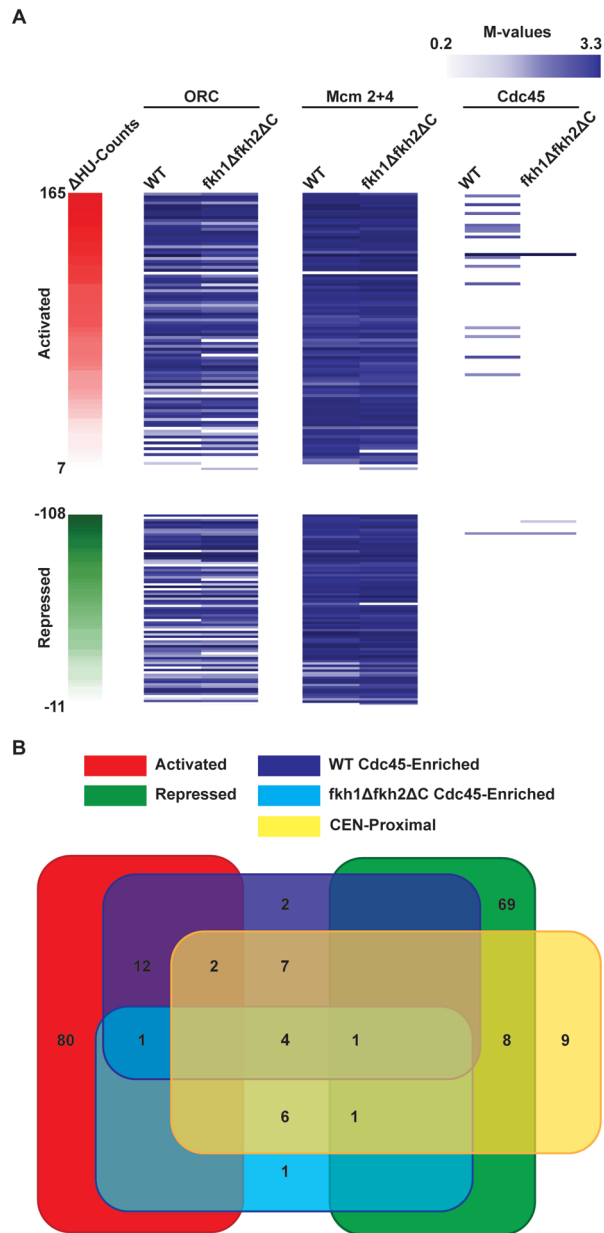 A
M-values
0.2 3.3
ORC Mcm 2+4 Cdc45
ΔHU-Counts WT fkh1Δfkh2ΔC WT fkh1Δfkh2ΔC WT fkh1Δfkh2ΔC
165
Activated
7
-108
Repressed
-11
B
Activated WT Cdc45-Enriched
Repressed fkh1Δfkh2ΔC Cdc45-Enriched
CEN-Proximal
2 69
12 2 7
80 1 4 1 8 9
6 1
1